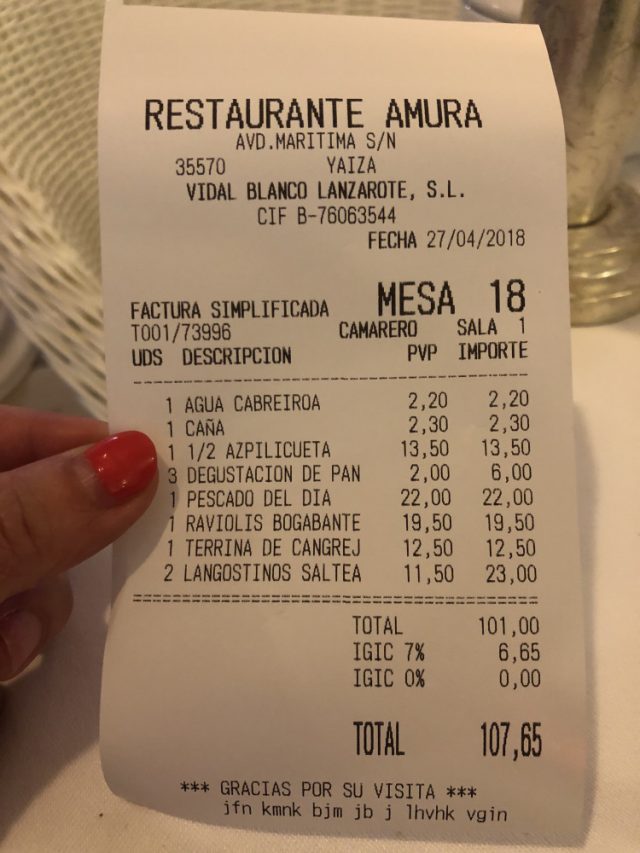 RESTAURANTE AMURA
AVD.MARITIMA S/N
35570 YAIZA
VIDAL BLANCO LANZAROTE, S.L.
CIF B-76063544
FECHA 27/04/2018
FACTURA SIMPLIFICADA MESA 18
T001/73996 CAMARERO SALA 1
UDS DESCRIPCION PVP IMPORTE
1 AGUA CABREIROA 2,20 2,20
1 CAÑA 2,30 2,30
1 1/2 AZPILICUETA 13,50 13,50
3 DEGUSTACION DE PAN 2,00 6,00
1 PESCADO DEL DIA 22,00 22,00
1 RAVIOLIS BOGABANTE 19,50 19,50
1 TERRINA DE CANGREJ 12,50 12,50
2 LANGOSTINOS SALTEA 11,50 23,00
TOTAL 101,00
IGIC 7% 6,65
IGIC 0% 0,00
TOTAL 107,65
*** GRACIAS POR SU VISITA ***
jfn kmnk bjm jb j lhvhk vgin